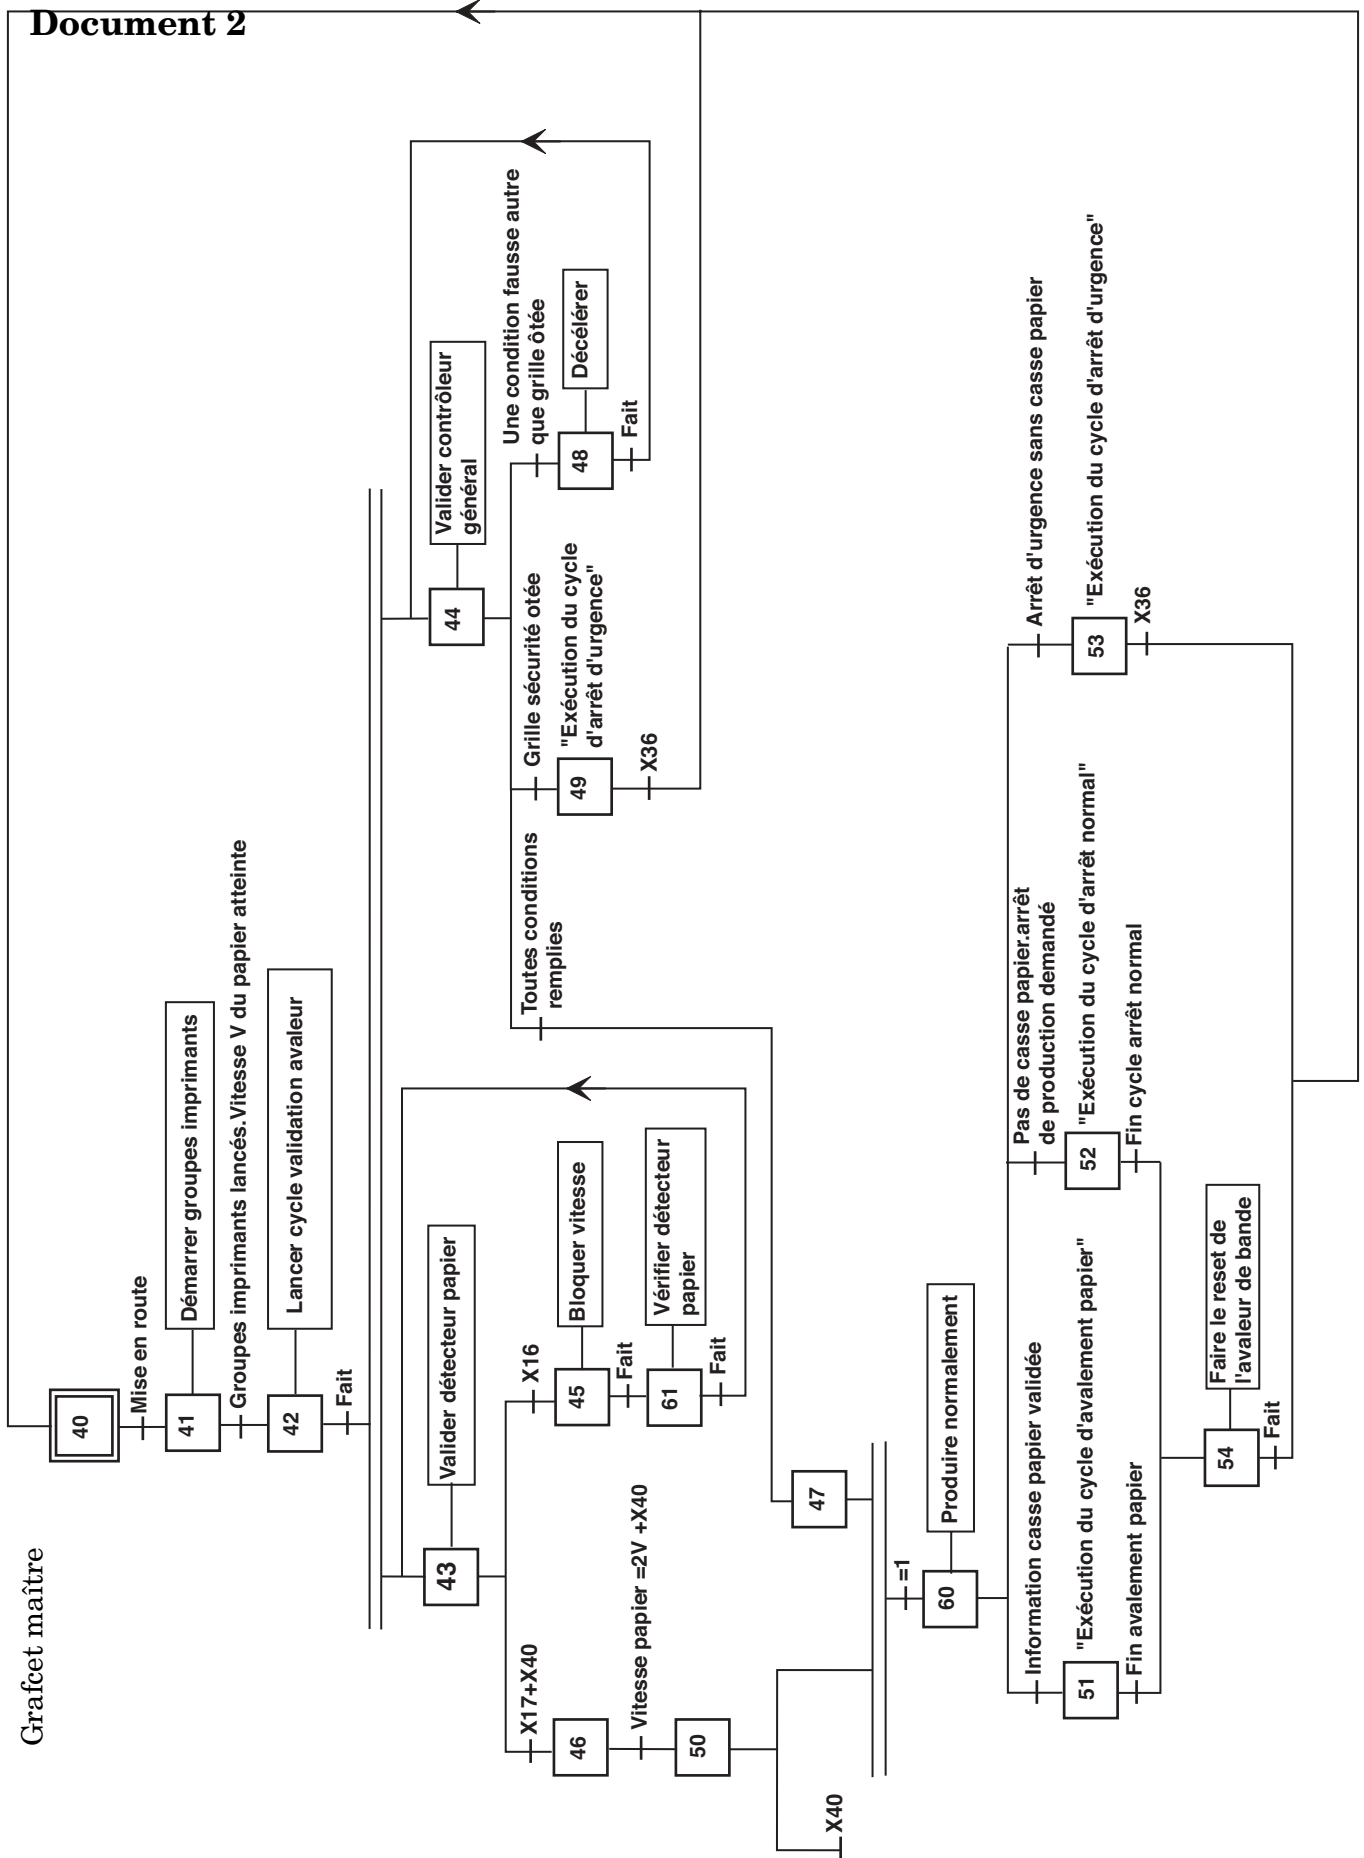 Document 2
Grafcet maître
40
Mise en route
41
Démarrer groupes imprimants
Groupes imprimants lancés.Vitesse V du papier atteinte
42
Lancer cycle validation avaleur
Fait
43
Valider détecteur papier
X17+X40
46
Vitesse papier =2V +X40
50
X40
X16
45
Bloquer vitesse
Fait
61
Vérifier détecteur
papier
Fait
44
Valider contrôleur
général
Toutes conditions
remplies
47
Grille sécurité otée
49
"Exécution du cycle
d'arrêt d'urgence"
X36
Une condition fausse autre
que grille ôtée
48
Décélérer
Fait
=1
60
Produire normalement
Information casse papier validée
51
"Exécution du cycle d'avalement papier"
Fin avalement papier
Pas de casse papier.arrêt
de production demandé
52
"Exécution du cycle d'arrêt normal"
Fin cycle arrêt normal
Arrêt d'urgence sans casse papier
53
"Exécution du cycle d'arrêt d'urgence"
X36
54
Faire le reset de
l'avaleur de bande
Fait